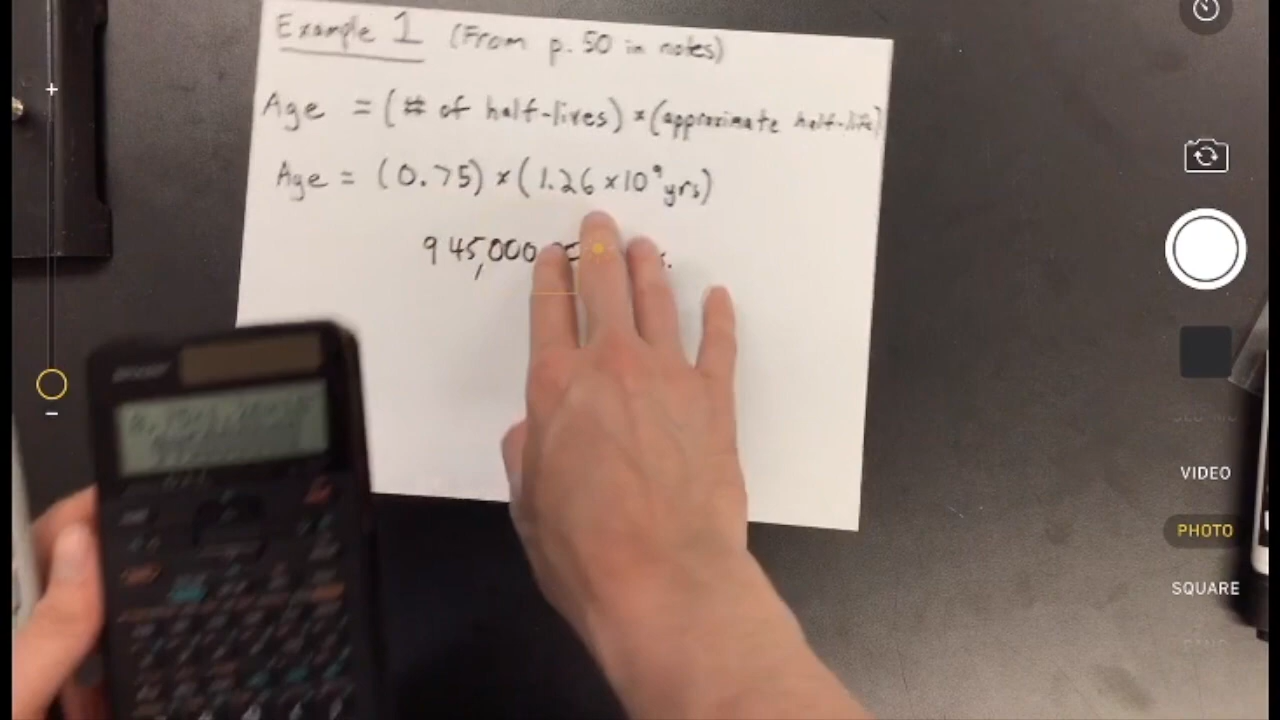 Example 1 (From p. 50 in notes)
Age = (# of half-lives) × (approximate half-life)
Age = (0.75) × (1.26 × 10⁹ yrs)
945,000
VIDEO
PHOTO
SQUARE